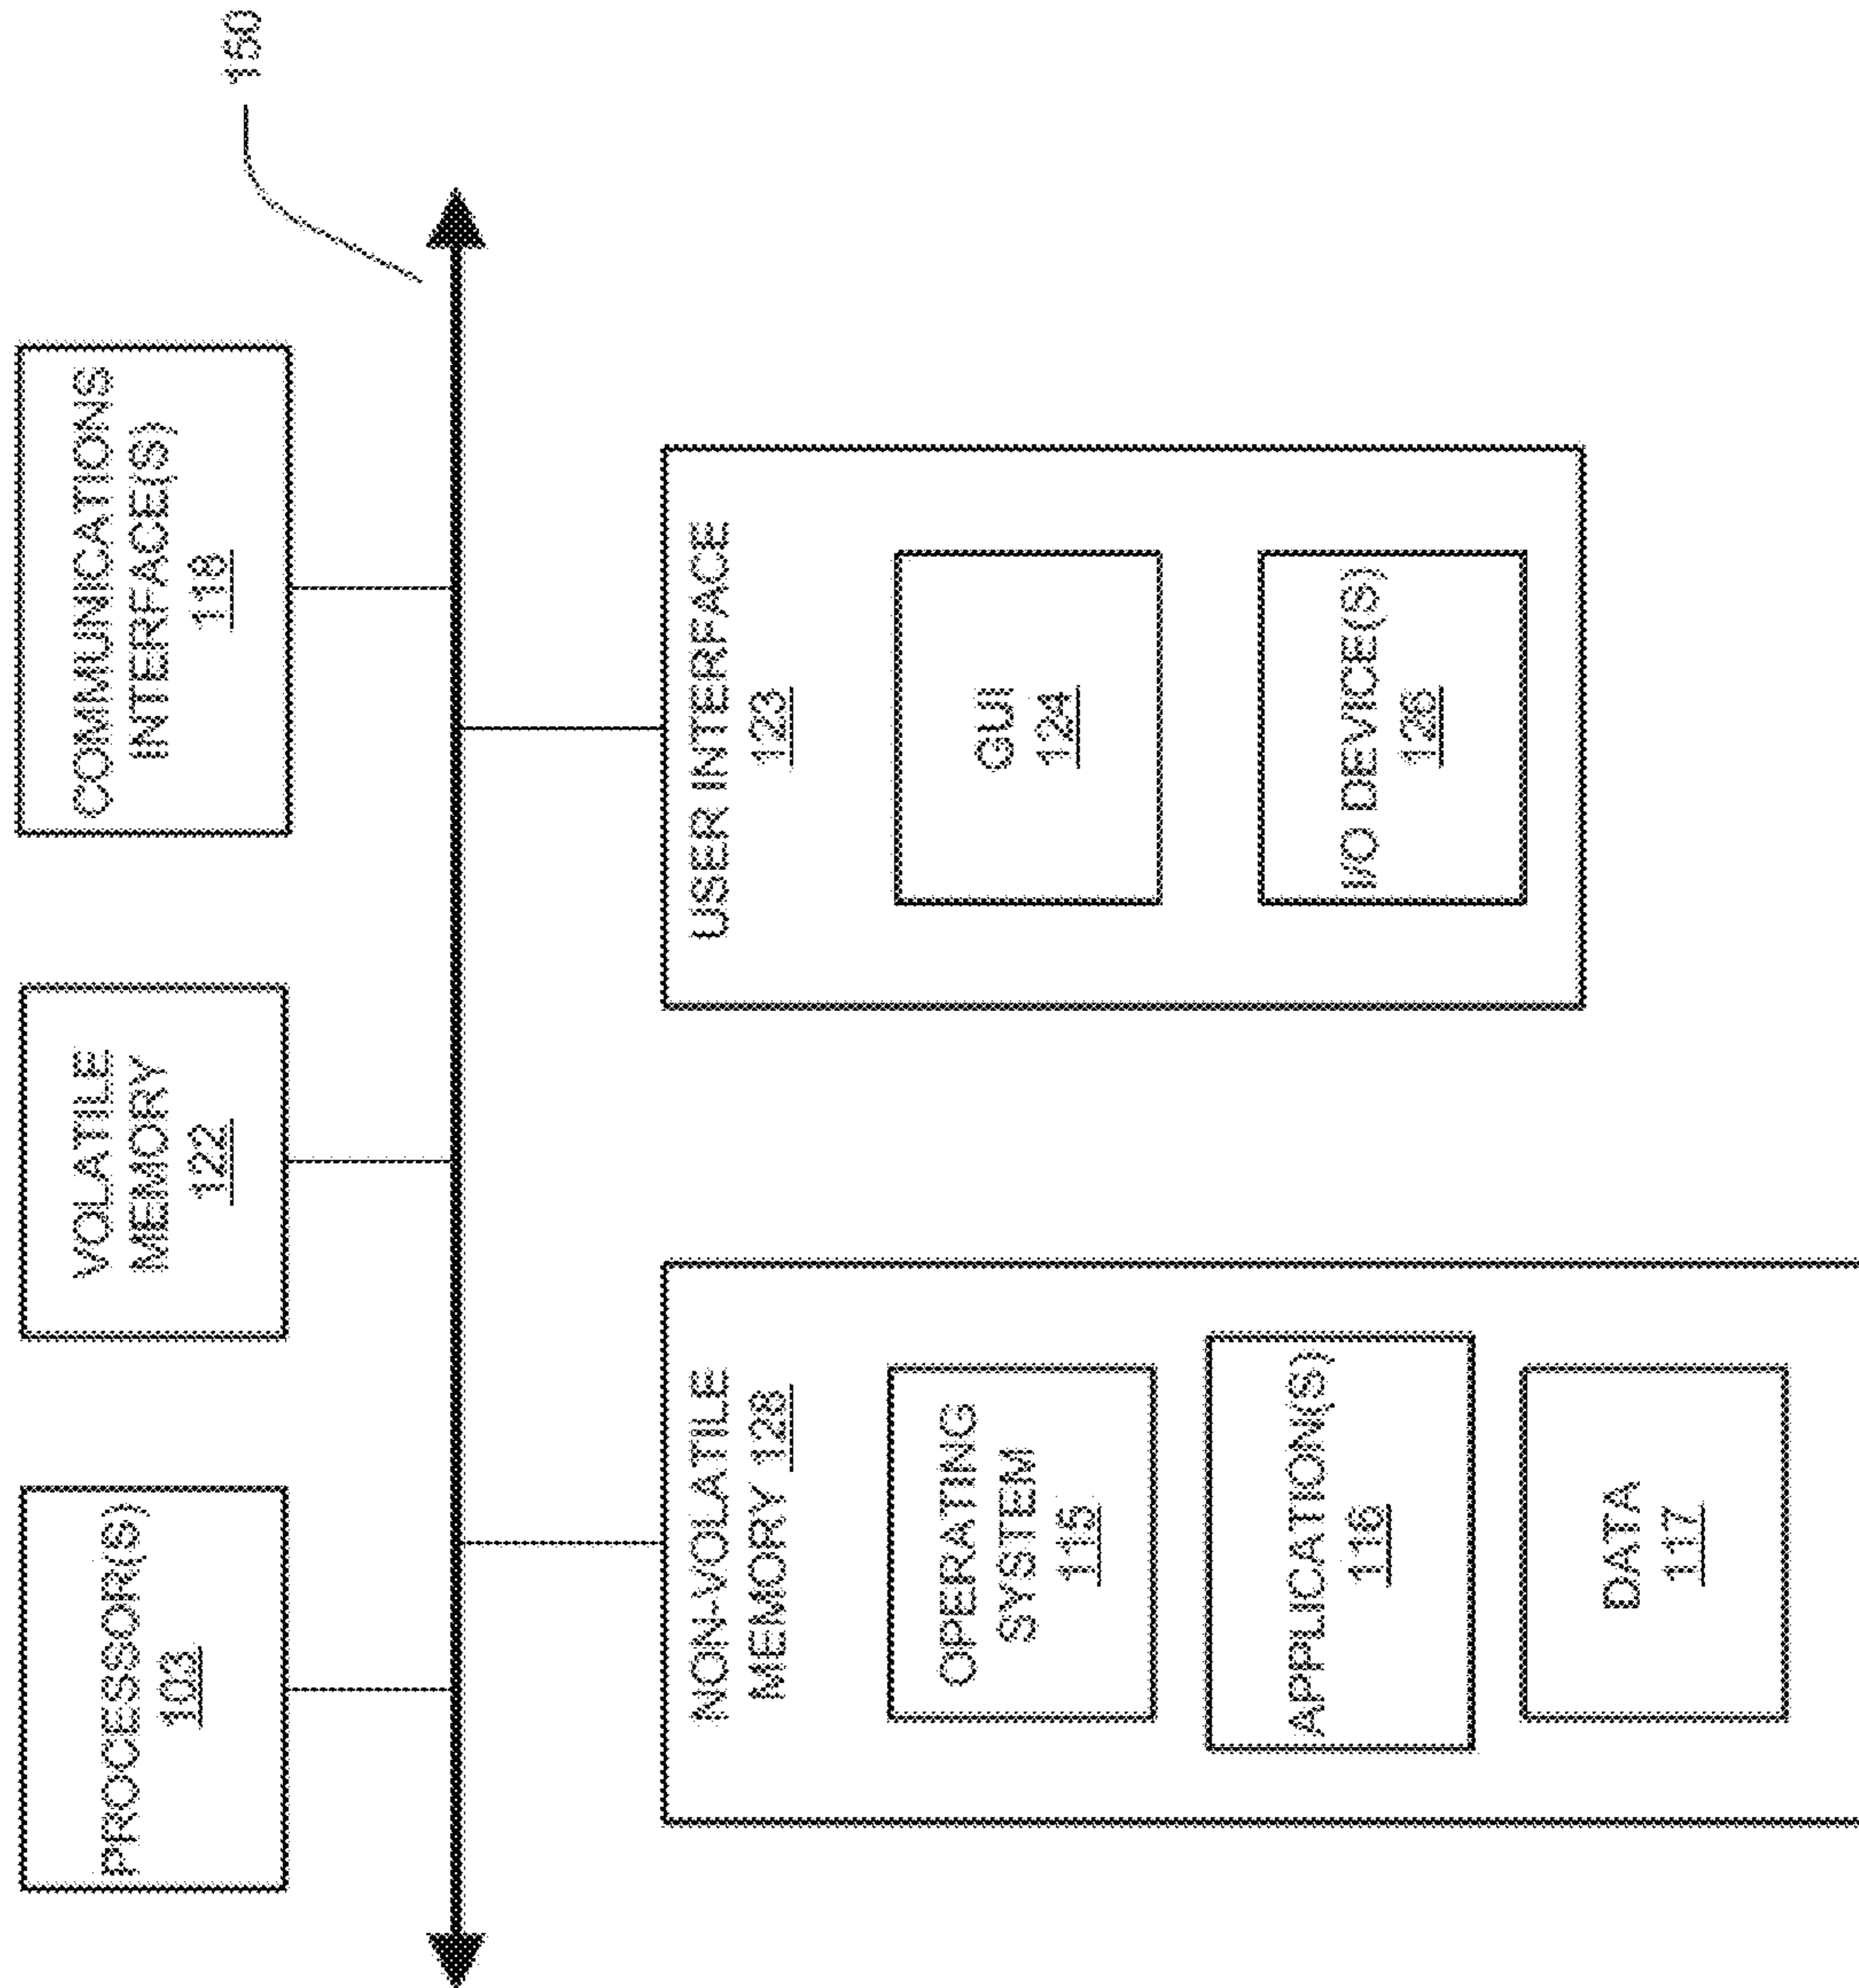 PROCESSOR(S)
103
VOLATILE
MEMORY
122
COMMUNICATIONS
INTERFACE(S)
118
150
NON-VOLATILE
MEMORY 128
OPERATING
SYSTEM
115
APPLICATION(S)
116
DATA
117
USER INTERFACE
123
GUI
124
I/O DEVICE(S)
126